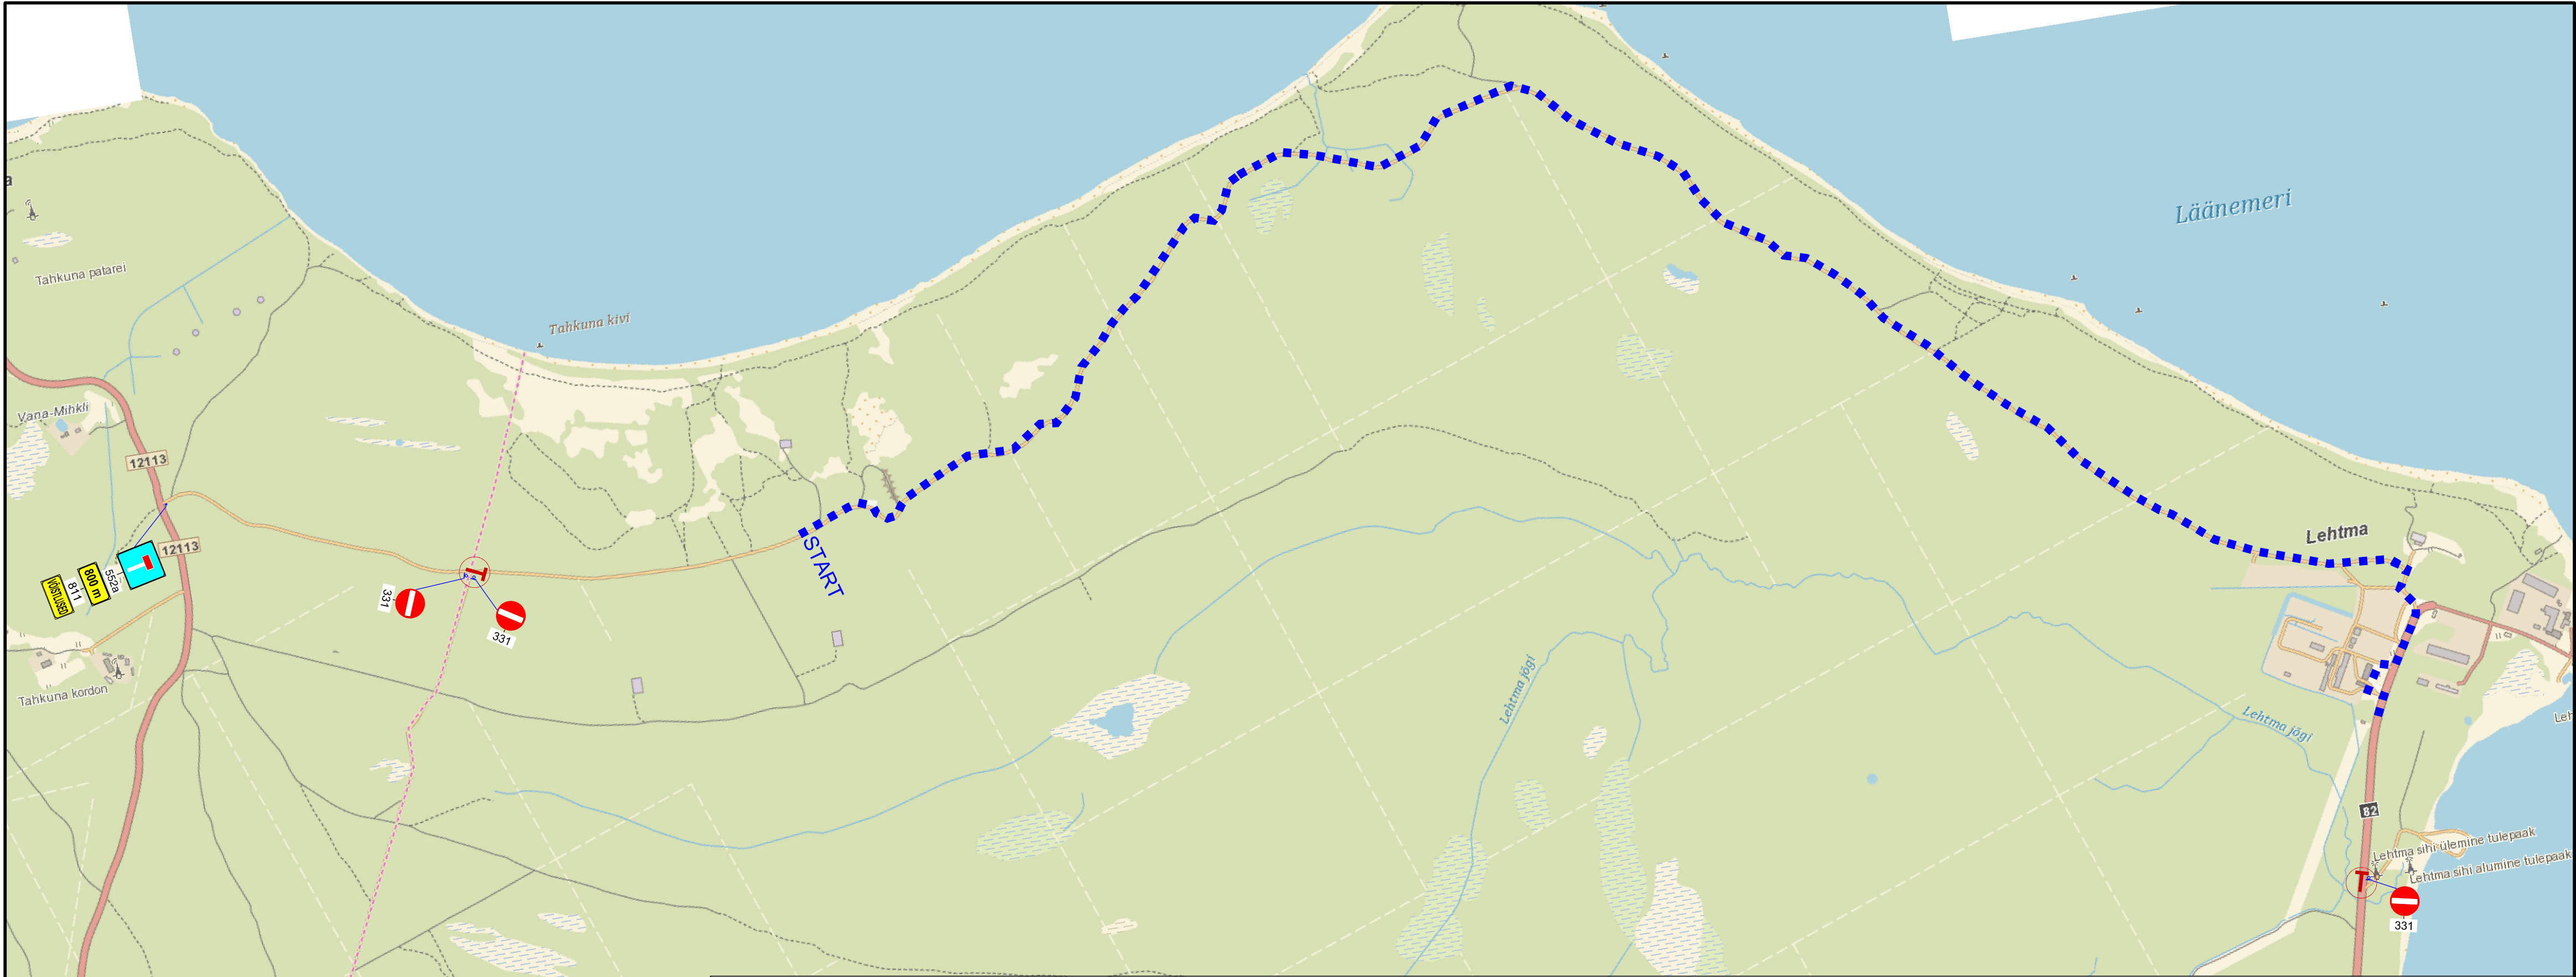 a
Tahkuna patarei
Tahkuna kivi
Läänemeri
Vana-Mihkli
12113
12113
VÕISTLUSED
811
800 m
552a
331
331
START
Tahkuna kordon
Lehtma
Lehtma jõgi
Lehtma jõgi
Leh
82
Lehtma sihi ülemine tulepaak
Lehtma sihi alumine tulepaak
331